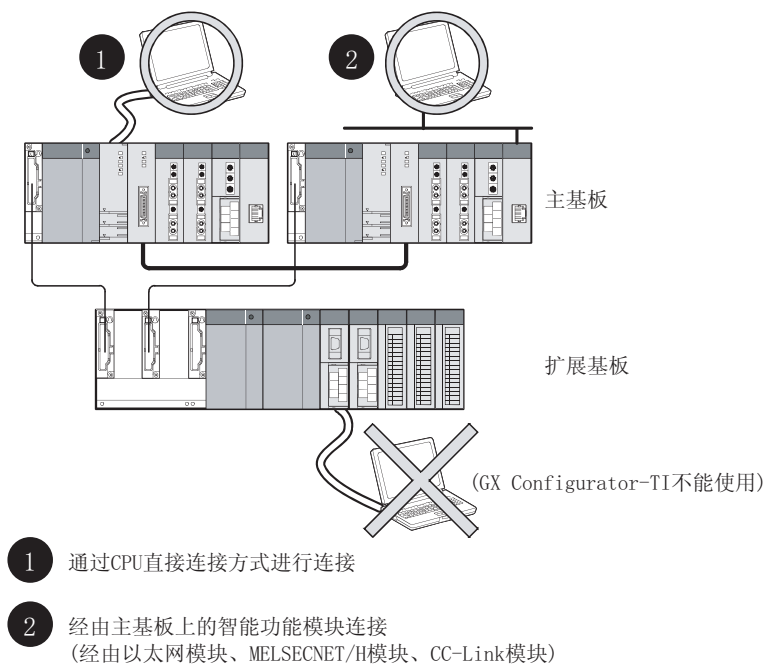 1
2
主基板
扩展基板
(GX Configurator-TI不能使用)
1 通过CPU直接连接方式进行连接
2 经由主基板上的智能功能模块连接
(经由以太网模块、MELSECNET/H模块、CC-Link模块)